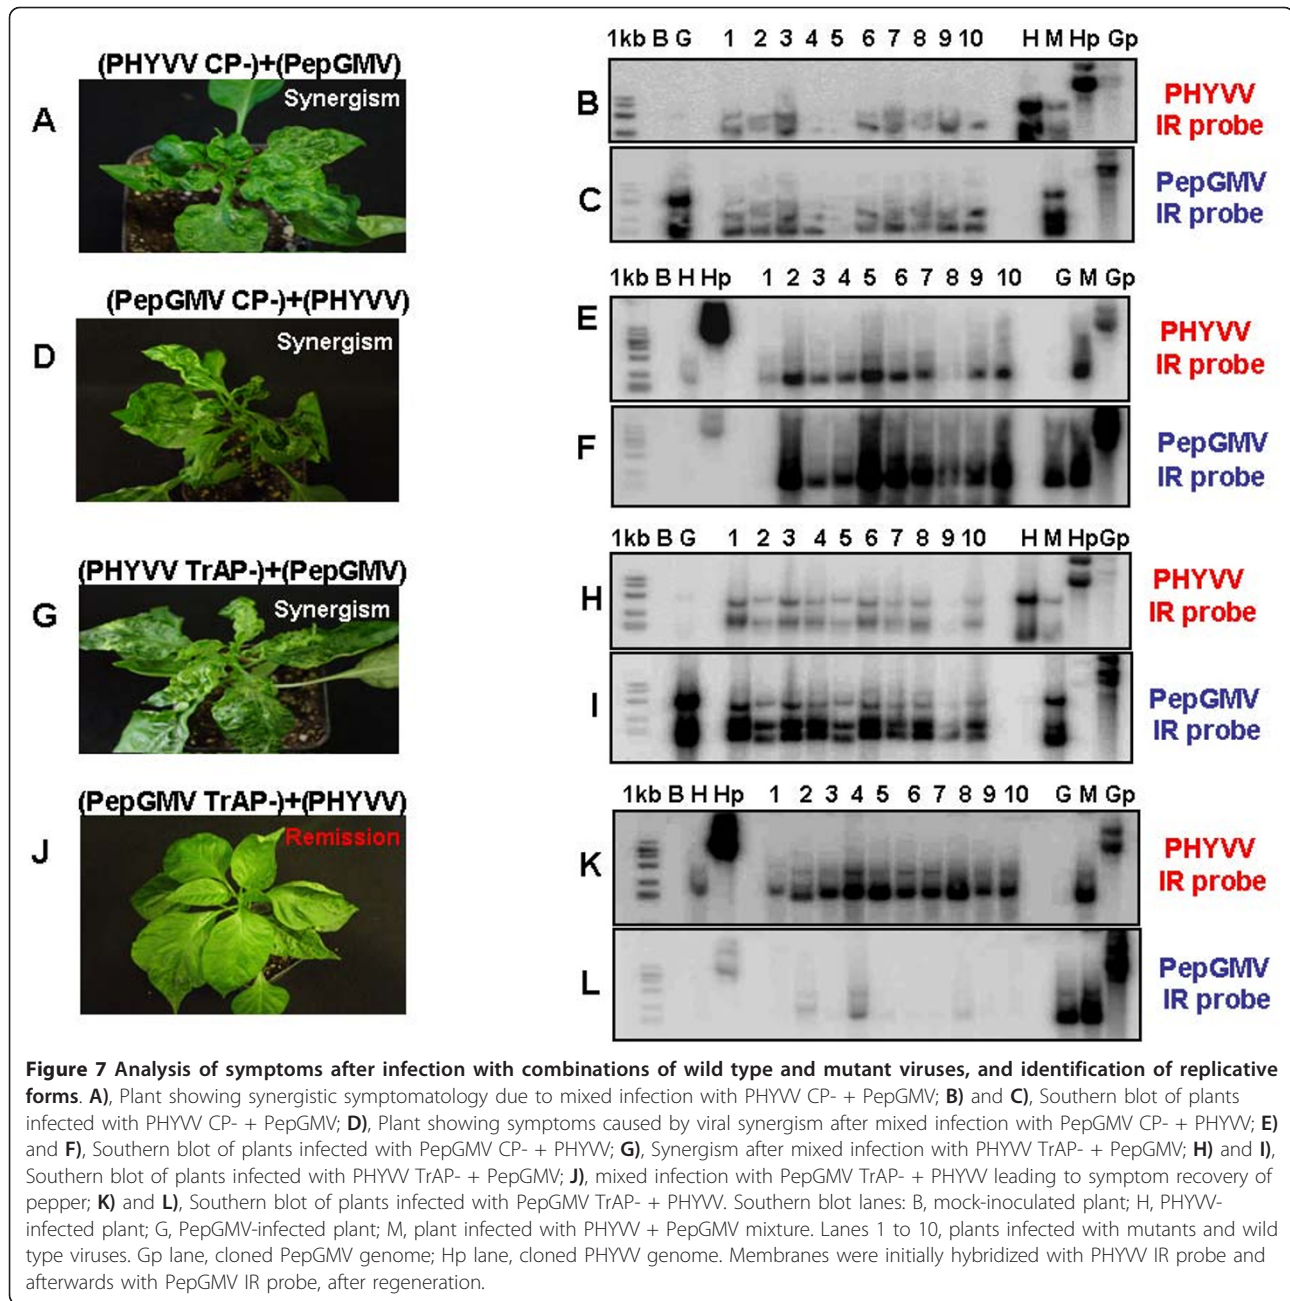 (PHYVV CP-)+(PepGMV)
Synergism
A
1kb B G 1 2 3 4 5 6 7 8 9 10 H M Hp Gp
B
PHYVV
IR probe
C
PepGMV
IR probe
(PepGMV CP-)+(PHYVV)
Synergism
D
1kb B H Hp 1 2 3 4 5 6 7 8 9 10 G M Gp
E
PHYVV
IR probe
F
PepGMV
IR probe
(PHYVV TrAP-)+(PepGMV)
Synergism
G
1kb B G 1 2 3 4 5 6 7 8 9 10 H M Hp Gp
H
PHYVV
IR probe
I
PepGMV
IR probe
(PepGMV TrAP-)+(PHYVV)
Remission
J
1kb B H Hp 1 2 3 4 5 6 7 8 9 10 G M Gp
K
PHYVV
IR probe
L
PepGMV
IR probe
Figure 7 Analysis of symptoms after infection with combinations of wild type and mutant viruses, and identification of replicative
forms. A), Plant showing synergistic symptomatology due to mixed infection with PHYVV CP- + PepGMV; B) and C), Southern blot of plants
infected with PHYVV CP- + PepGMV; D), Plant showing symptoms caused by viral synergism after mixed infection with PepGMV CP- + PHYVV; E)
and F), Southern blot of plants infected with PepGMV CP- + PHYVV; G), Synergism after mixed infection with PHYVV TrAP- + PepGMV; H) and I),
Southern blot of plants infected with PHYVV TrAP- + PepGMV; J), mixed infection with PepGMV TrAP- + PHYVV leading to symptom recovery of
pepper; K) and L), Southern blot of plants infected with PepGMV TrAP- + PHYVV. Southern blot lanes: B, mock-inoculated plant; H, PHYVV-
infected plant; G, PepGMV-infected plant; M, plant infected with PHYVV + PepGMV mixture. Lanes 1 to 10, plants infected with mutants and wild
type viruses. Gp lane, cloned PepGMV genome; Hp lane, cloned PHYVV genome. Membranes were initially hybridized with PHYVV IR probe and
afterwards with PepGMV IR probe, after regeneration.